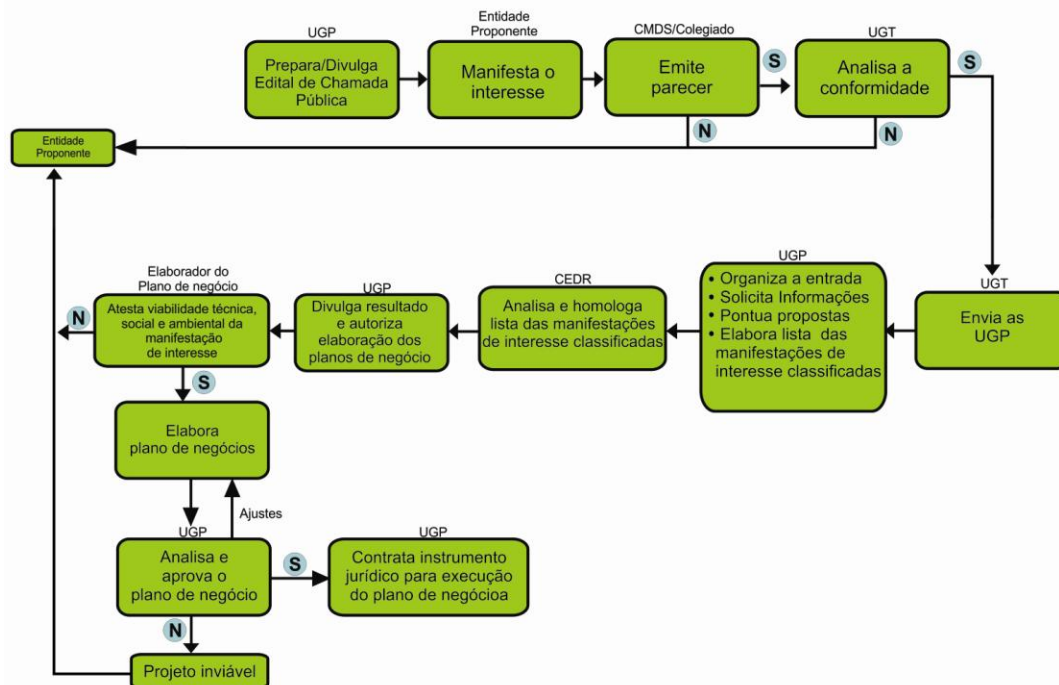 UGP
Prepara/Divulga
Edital de Chamada
Pública
Entidade
Proponente
Manifesta o
interesse
CMDS/Colegiado
Emite
parecer
S
N
UGT
Analisa a
conformidade
S
N
Entidade
Proponente
UGT
Envia as
UGP
UGP
• Organiza a entrada
• Solicita Informações
• Pontua propostas
• Elabora lista das
manifestações de
interesse classificadas
CEDR
Analisa e homologa
lista das manifestações
de interesse classificadas
UGP
Divulga resultado
e autoriza
elaboração dos
planos de negócio
Elaborador do
Plano de negócio
Atesta viabilidade técnica,
social e ambiental da
manifestação
de interesse
N
S
Elabora
plano de negócios
Ajustes
UGP
Analisa e
aprova o
plano de negócio
S
N
UGP
Contrata instrumento
jurídico para execução
do plano de negócioa
Projeto inviável